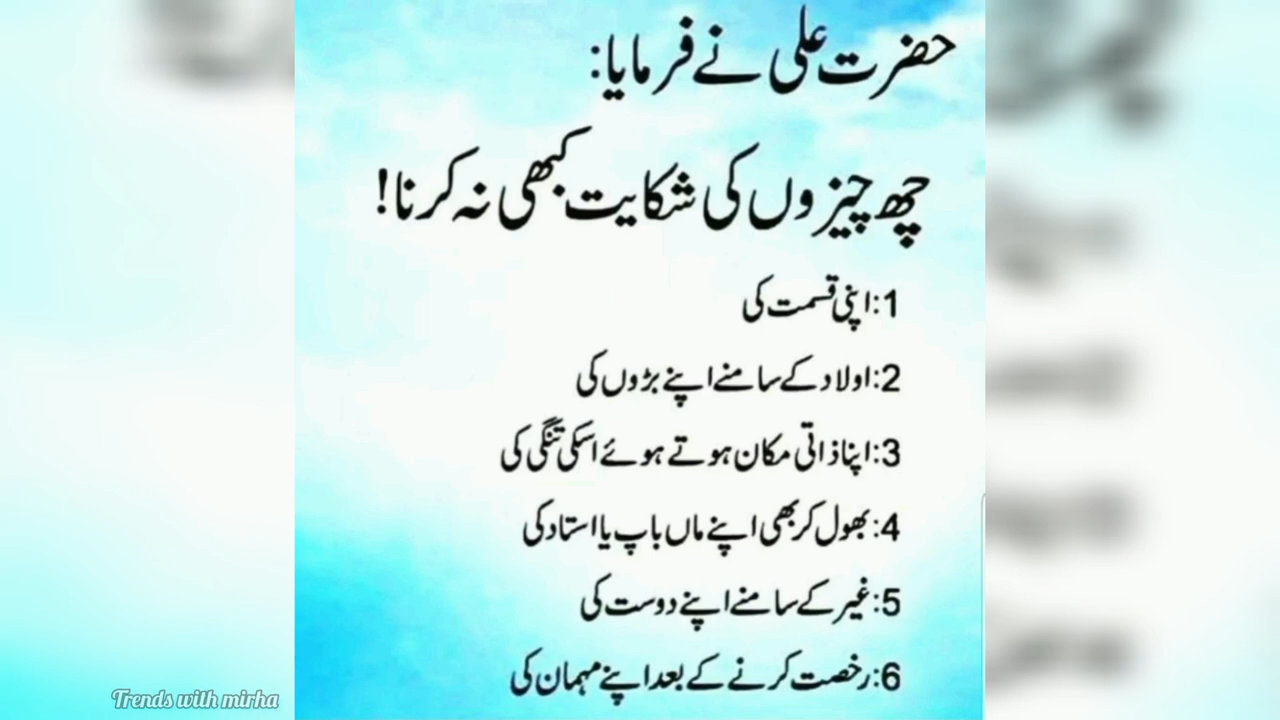 حضرت علی نے فرمایا:
چھ چیزوں کی شکایت کبھی نہ کرنا!
1:اپنی قسمت کی
2:اولاد کے سامنے اپنے بڑوں کی
3:اپنا ذاتی مکان ہوتے ہوئے اسکی تنگی کی
4:بھول کر بھی اپنے ماں باپ یا استاد کی
5:غیر کے سامنے اپنے دوست کی
6:رخصت کرنے کے بعد اپنے مہمان کی
Trends with mirha